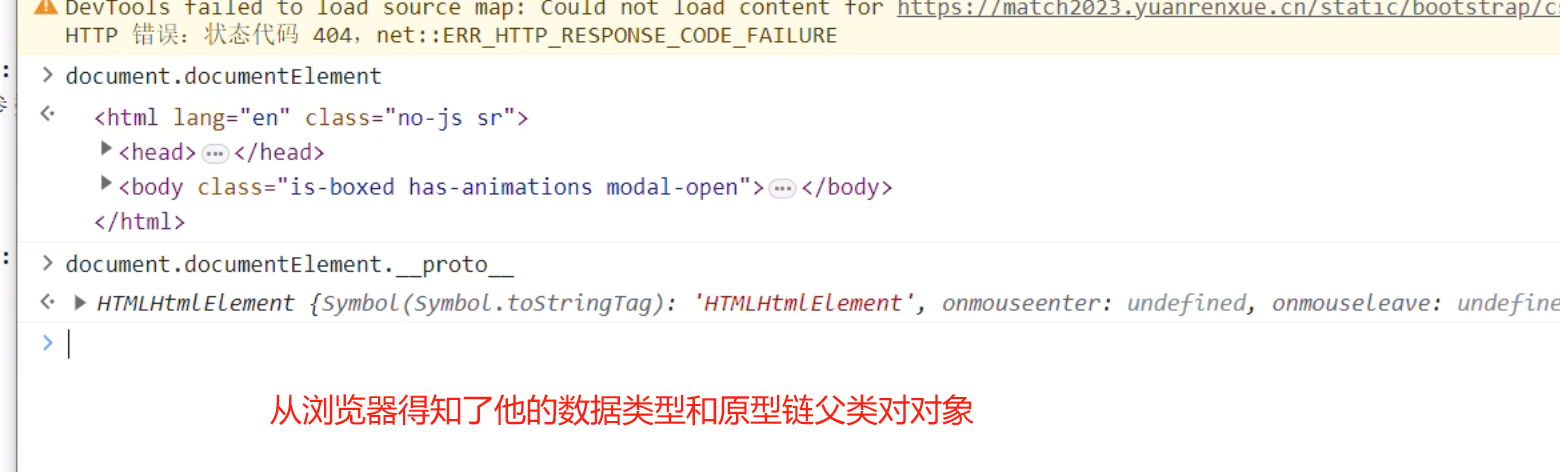 DevTools failed to load source map: Could not load content for https://match2023.yuanrenxue.cn/static/bootstrap/cs
HTTP 错误：状态代码 404，net::ERR_HTTP_RESPONSE_CODE_FAILURE
document.documentElement
<html lang="en" class="no-js sr">
<head>…</head>
<body class="is-boxed has-animations modal-open">…</body>
</html>
document.documentElement.__proto__
HTMLHtmlElement {Symbol(Symbol.toStringTag): 'HTMLHtmlElement', onmouseenter: undefined, onmouseleave: undefine
从浏览器得知了他的数据类型和原型链父类对对象